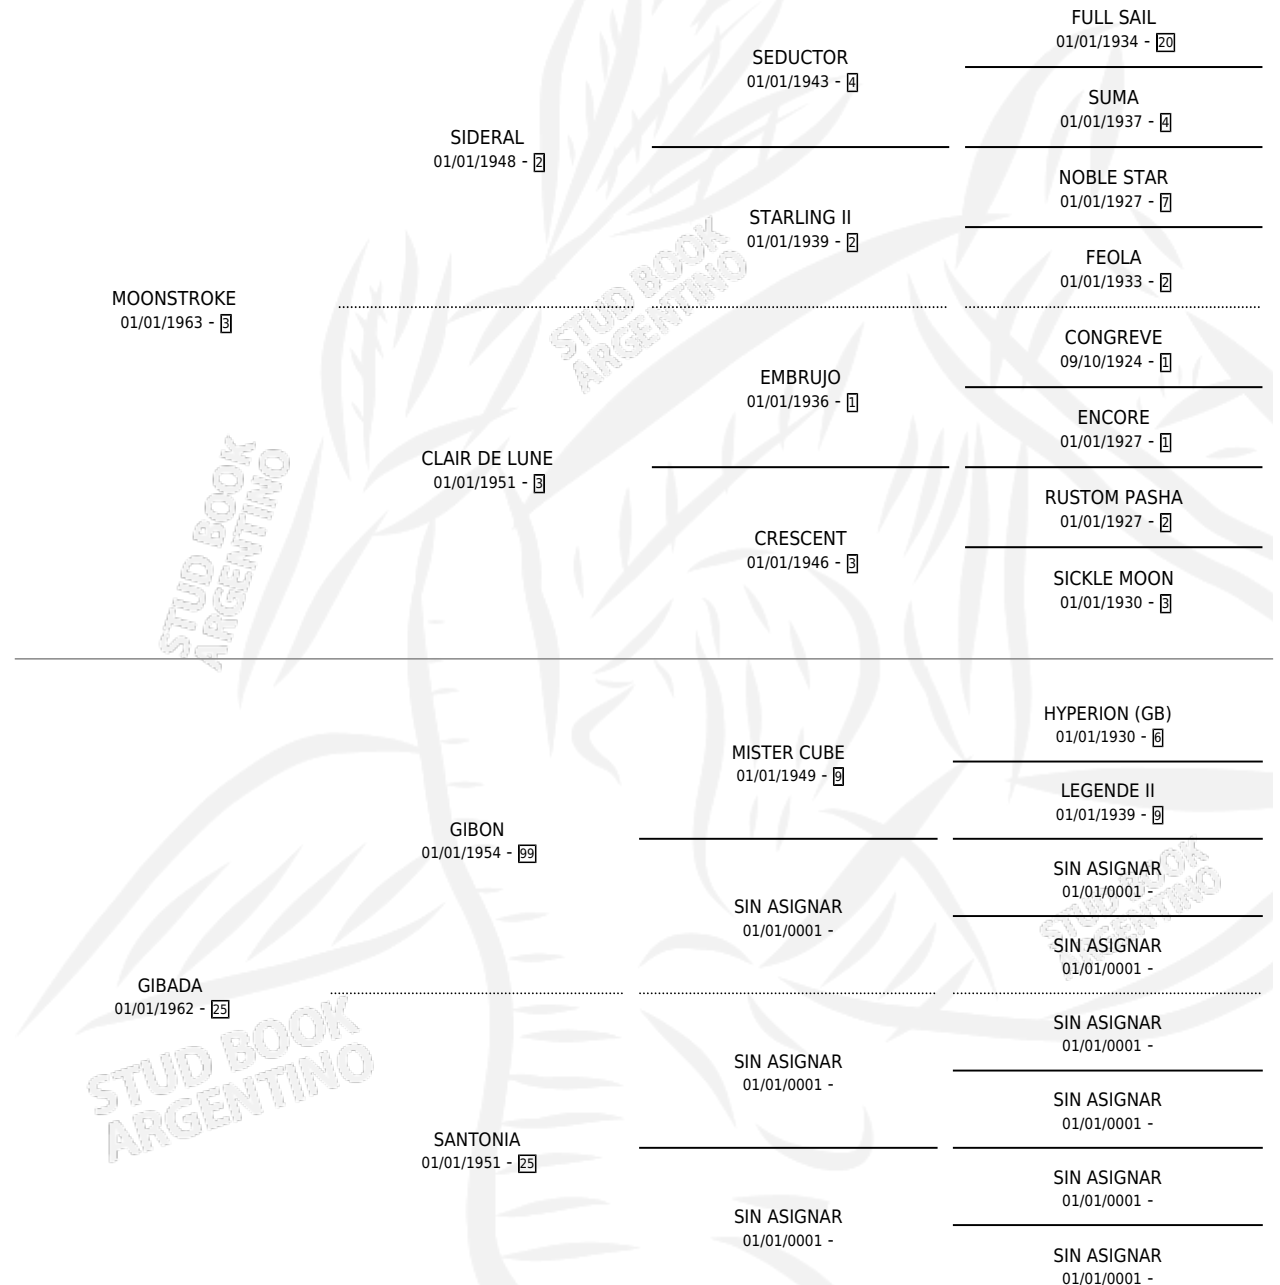 FULL SAIL
01/01/1934 - 20
SEDUCTOR
01/01/1943 - 4
SUMA
01/01/1937 - 4
SIDERAL
01/01/1948 - 2
NOBLE STAR
01/01/1927 - 7
STARLING II
01/01/1939 - 2
FEOLA
01/01/1933 - 2
MOONSTROKE
01/01/1963 - 3
CONGREVE
09/10/1924 - 1
EMBRUJO
01/01/1936 - 1
ENCORE
01/01/1927 - 1
CLAIR DE LUNE
01/01/1951 - 3
RUSTOM PASHA
01/01/1927 - 2
CRESCENT
01/01/1946 - 3
SICKLE MOON
01/01/1930 - 3
HYPERION (GB)
01/01/1930 - 6
MISTER CUBE
01/01/1949 - 9
LEGENDE II
01/01/1939 - 9
GIBON
01/01/1954 - 99
SIN ASIGNAR
01/01/0001 -
SIN ASIGNAR
01/01/0001 -
SIN ASIGNAR
01/01/0001 -
GIBADA
01/01/1962 - 25
SIN ASIGNAR
01/01/0001 -
SIN ASIGNAR
01/01/0001 -
SIN ASIGNAR
01/01/0001 -
SANTONIA
01/01/1951 - 25
SIN ASIGNAR
01/01/0001 -
SIN ASIGNAR
01/01/0001 -
SIN ASIGNAR
01/01/0001 -
STUD BOOK
ARGENTINO
STUD BOOK
ARGENTINO
STUD BOOK
ARGENTINO
STUD BOOK
ARGENTINO